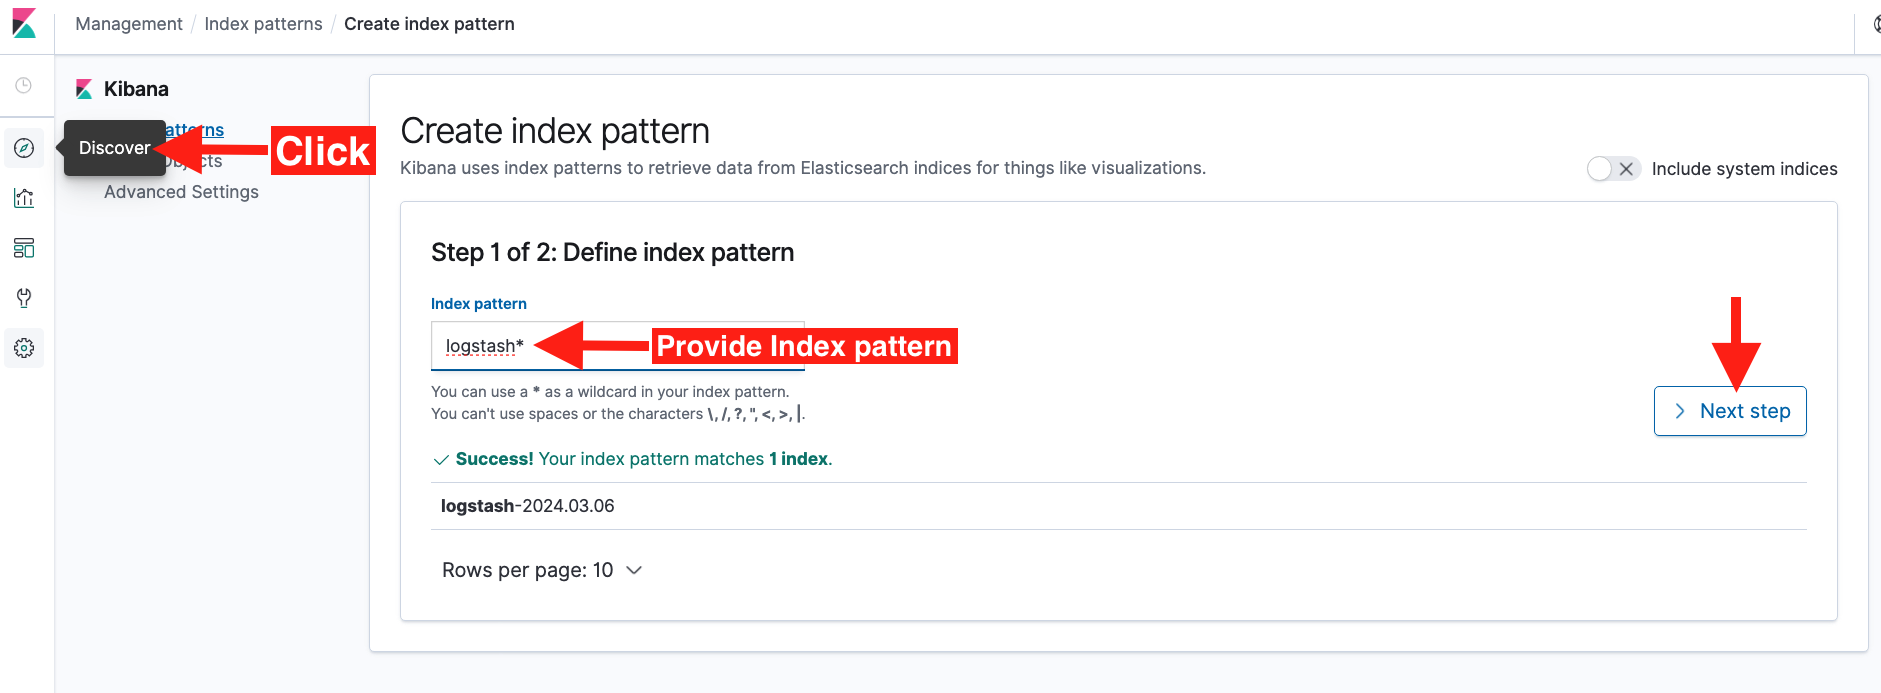 Management / Index patterns / Create index pattern
Kibana
Discover
Click
Advanced Settings
Create index pattern
Kibana uses index patterns to retrieve data from Elasticsearch indices for things like visualizations.
Include system indices
Step 1 of 2: Define index pattern
Index pattern
logstash*
Provide Index pattern
You can use a * as a wildcard in your index pattern.
You can't use spaces or the characters \, /, ?, ", <, >, |.
Next step
Success! Your index pattern matches 1 index.
logstash-2024.03.06
Rows per page: 10